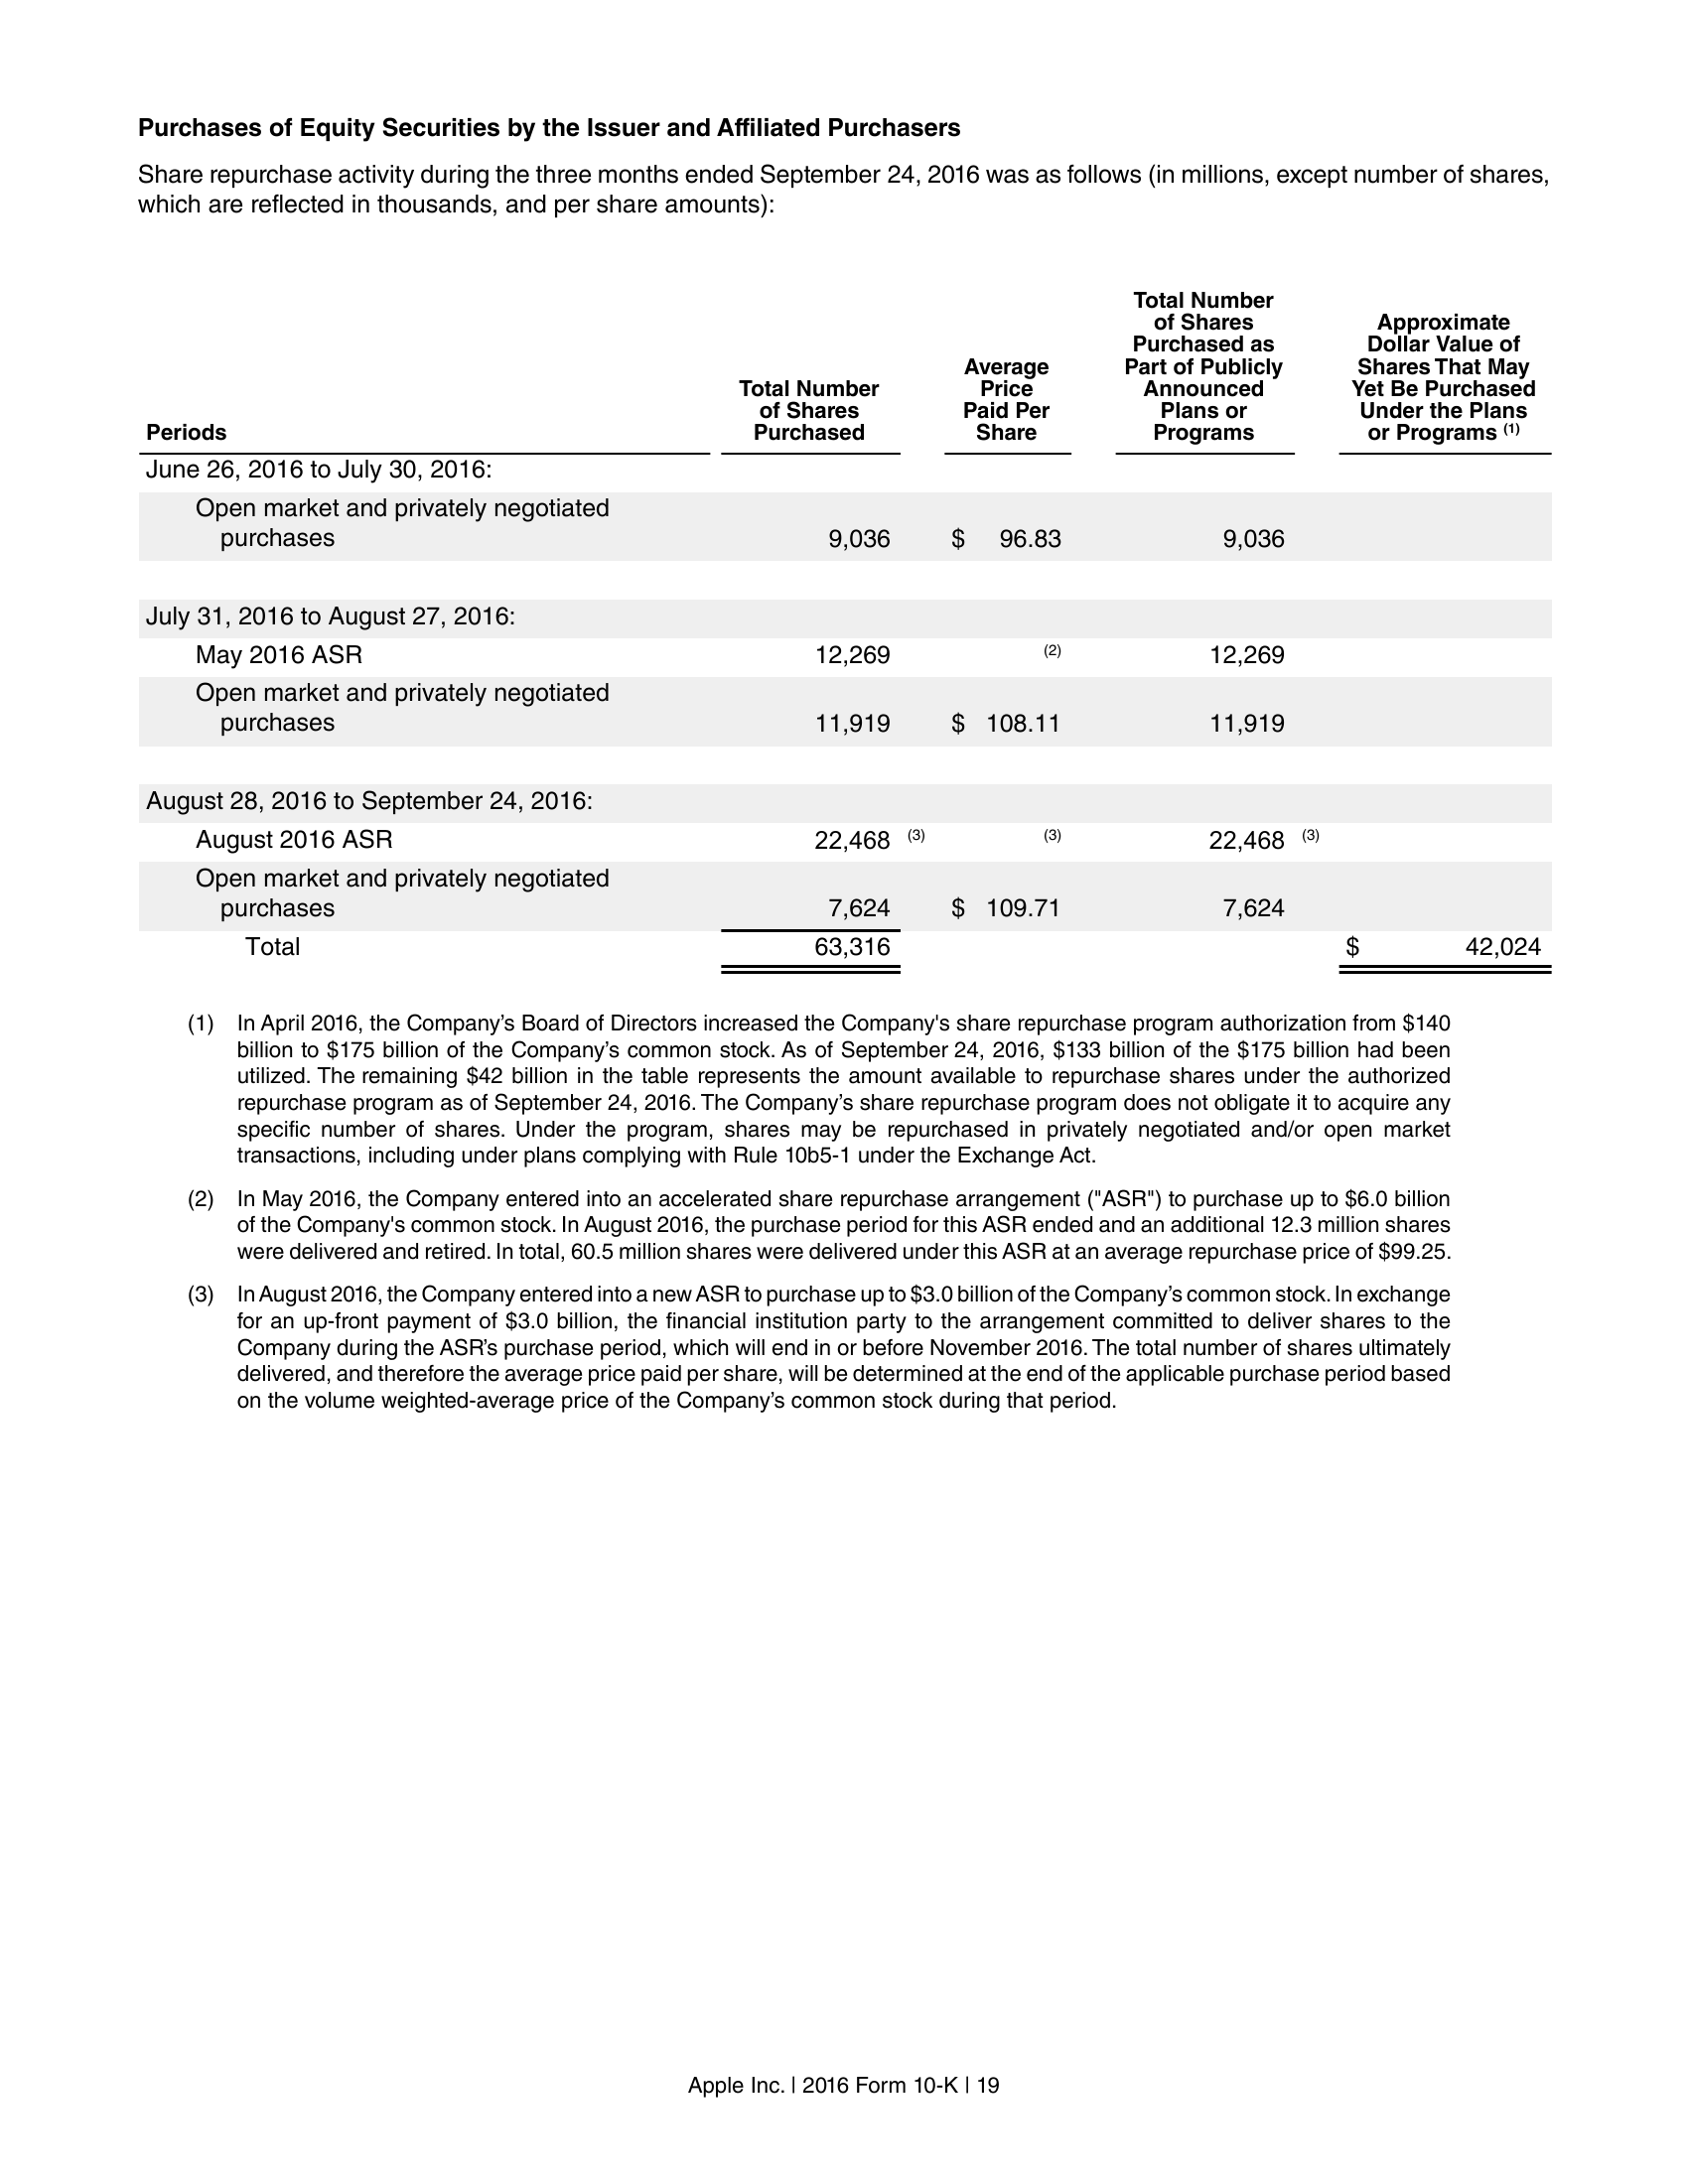 Purchases of Equity Securities by the Issuer and Affiliated Purchasers
Share repurchase activity during the three months ended September 24, 2016 was as follows (in millions, except number of shares,
which are reflected in thousands, and per share amounts):
Periods
Total Number
of Shares
Purchased
Average
Price
Paid Per
Share
Total Number
of Shares
Purchased as
Part of Publicly
Announced
Plans or
Programs
Approximate
Dollar Value of
Shares That May
Yet Be Purchased
Under the Plans
or Programs (1)
June 26, 2016 to July 30, 2016:
Open market and privately negotiated
purchases 9,036 $ 96.83 9,036
July 31, 2016 to August 27, 2016:
May 2016 ASR 12,269 (2) 12,269
Open market and privately negotiated
purchases 11,919 $ 108.11 11,919
August 28, 2016 to September 24, 2016:
August 2016 ASR 22,468 (3) (3) 22,468 (3)
Open market and privately negotiated
purchases 7,624 $ 109.71 7,624
Total 63,316 $ 42,024
(1) In April 2016, the Company’s Board of Directors increased the Company's share repurchase program authorization from $140
billion to $175 billion of the Company’s common stock. As of September 24, 2016, $133 billion of the $175 billion had been
utilized. The remaining $42 billion in the table represents the amount available to repurchase shares under the authorized
repurchase program as of September 24, 2016. The Company’s share repurchase program does not obligate it to acquire any
specific number of shares. Under the program, shares may be repurchased in privately negotiated and/or open market
transactions, including under plans complying with Rule 10b5-1 under the Exchange Act.
(2) In May 2016, the Company entered into an accelerated share repurchase arrangement ("ASR") to purchase up to $6.0 billion
of the Company's common stock. In August 2016, the purchase period for this ASR ended and an additional 12.3 million shares
were delivered and retired. In total, 60.5 million shares were delivered under this ASR at an average repurchase price of $99.25.
(3) In August 2016, the Company entered into a new ASR to purchase up to $3.0 billion of the Company’s common stock. In exchange
for an up-front payment of $3.0 billion, the financial institution party to the arrangement committed to deliver shares to the
Company during the ASR’s purchase period, which will end in or before November 2016. The total number of shares ultimately
delivered, and therefore the average price paid per share, will be determined at the end of the applicable purchase period based
on the volume weighted-average price of the Company’s common stock during that period.
Apple Inc. | 2016 Form 10-K | 19